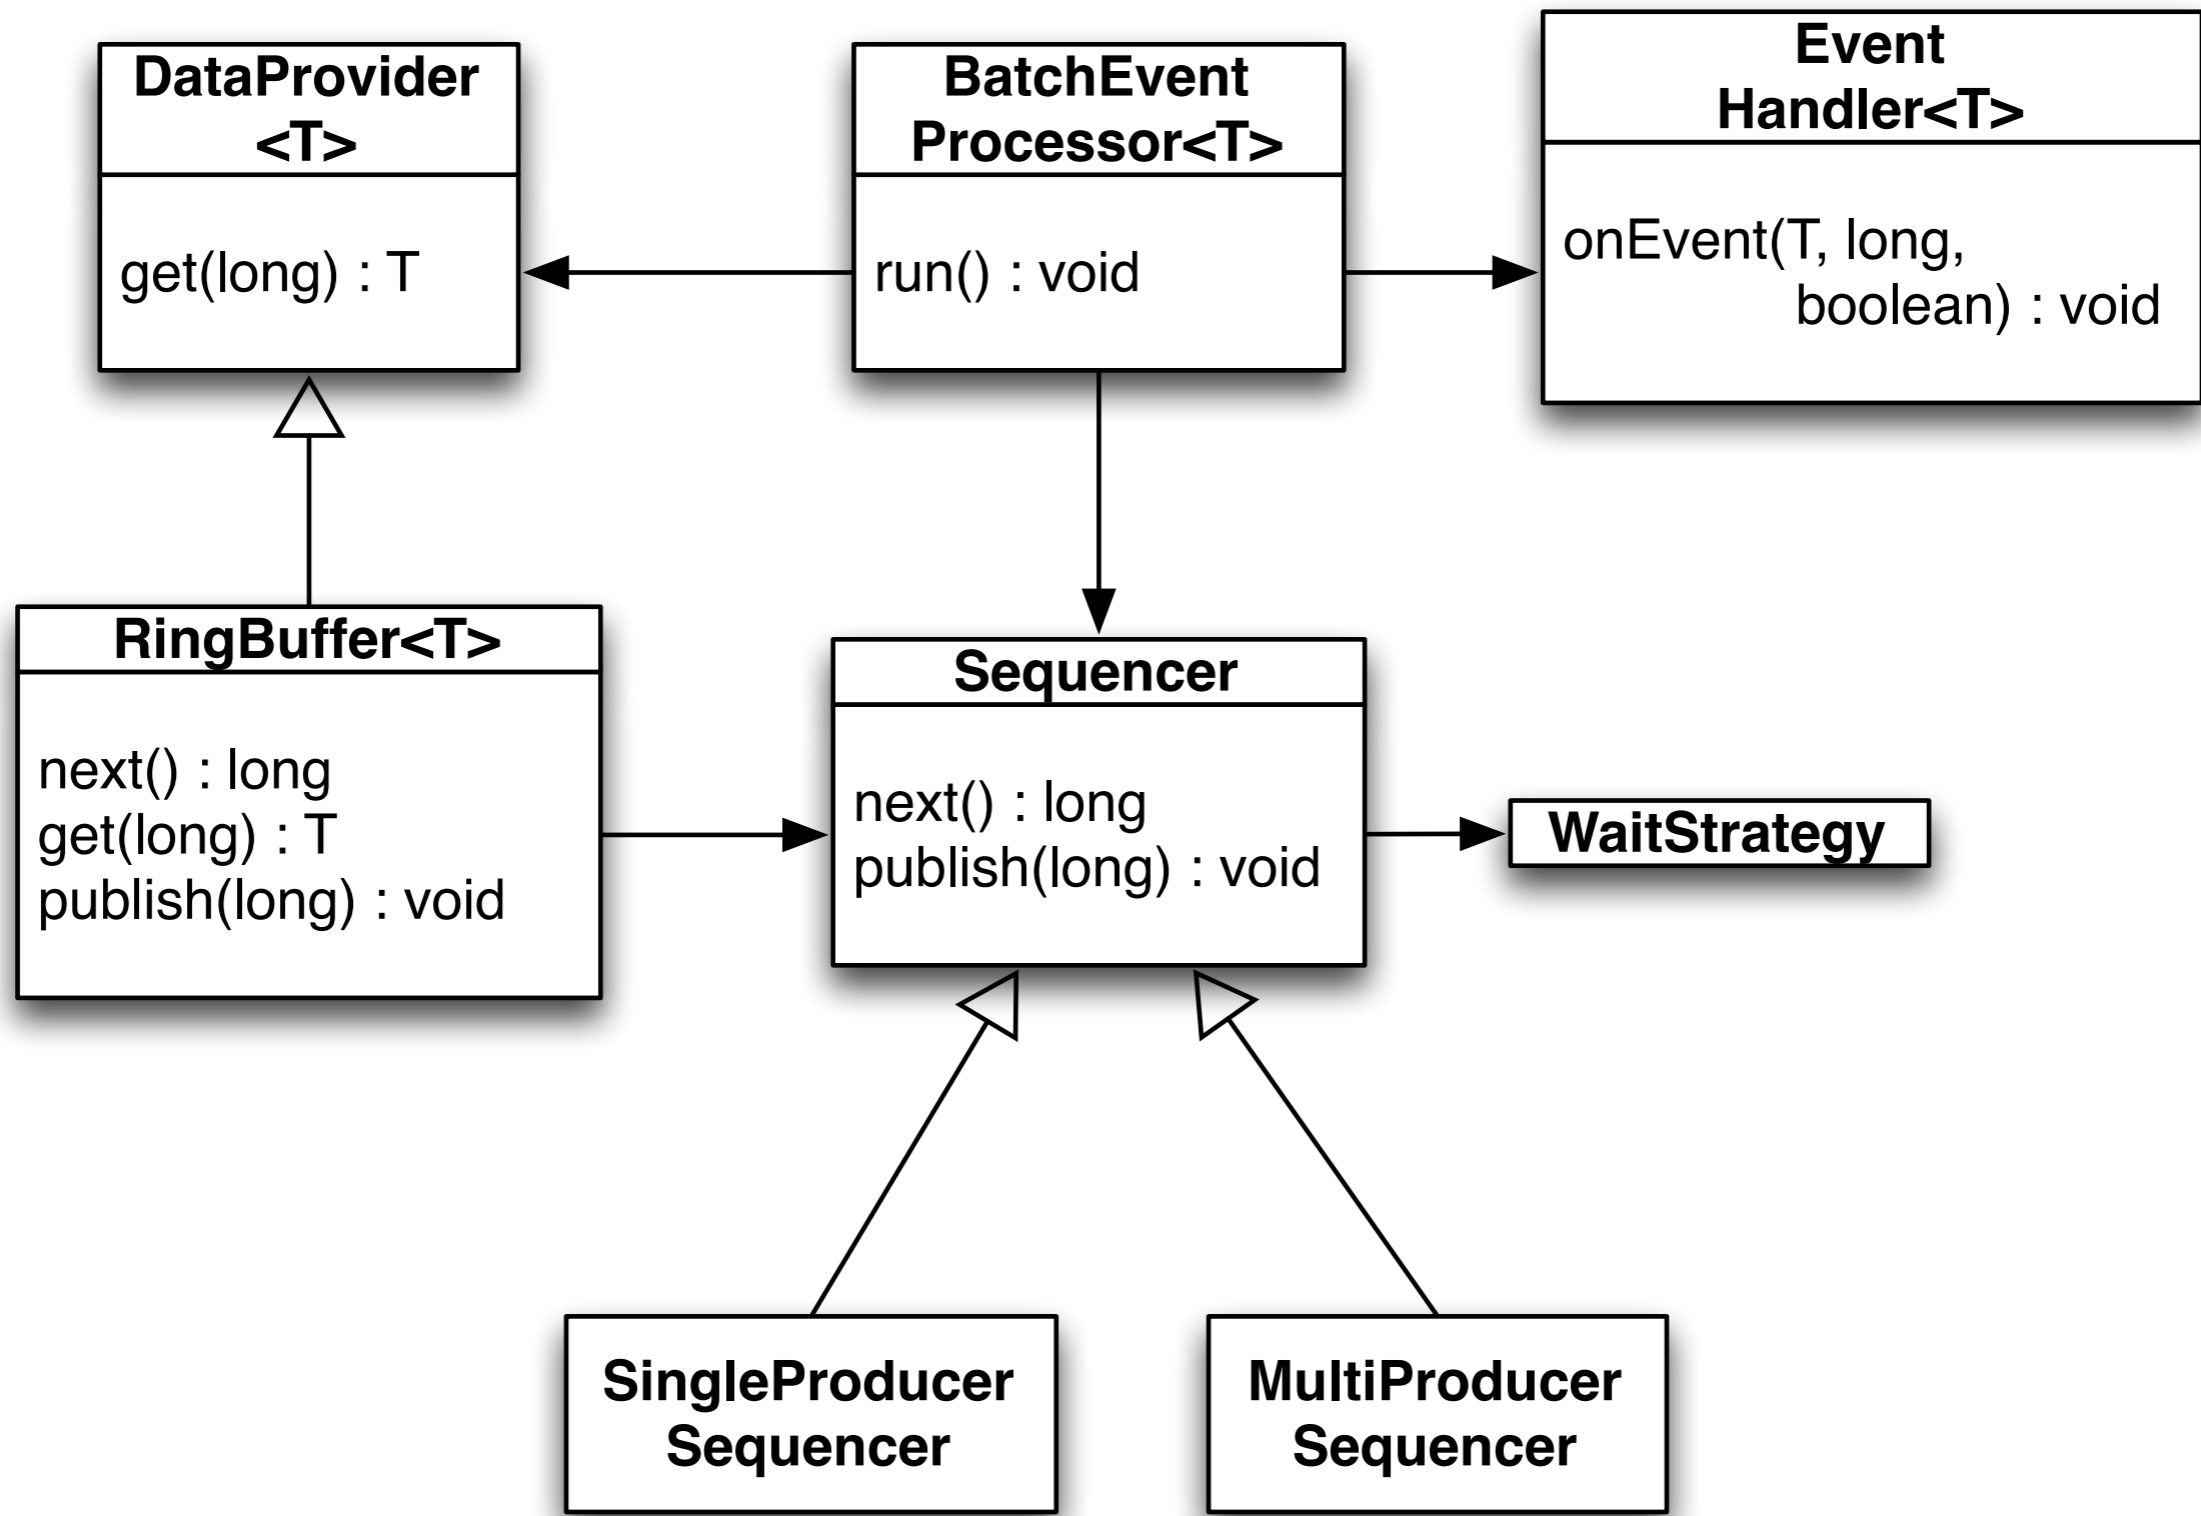 DataProvider
<T>
get(long) : T
BatchEvent
Processor<T>
run() : void
Event
Handler<T>
onEvent(T, long,
boolean) : void
RingBuffer<T>
next() : long
get(long) : T
publish(long) : void
Sequencer
next() : long
publish(long) : void
WaitStrategy
SingleProducer
Sequencer
MultiProducer
Sequencer